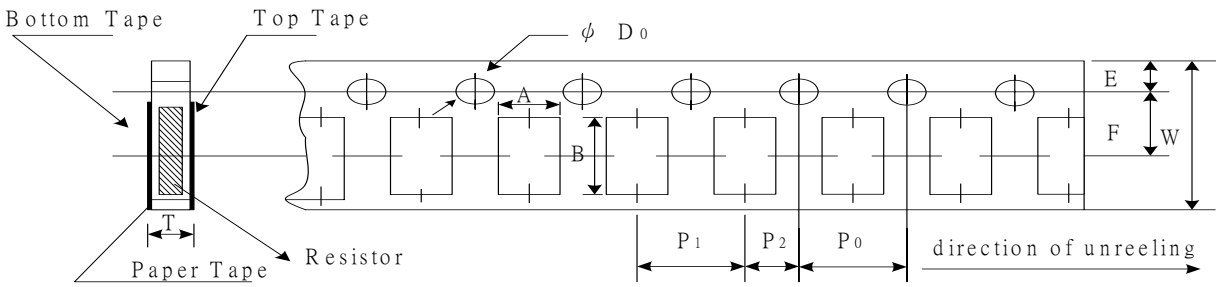 Bottom Tape
Top Tape
φ D0
E
A
F
W
B
T
P1
P2
P0
direction of unreeling
Resistor
Paper Tape